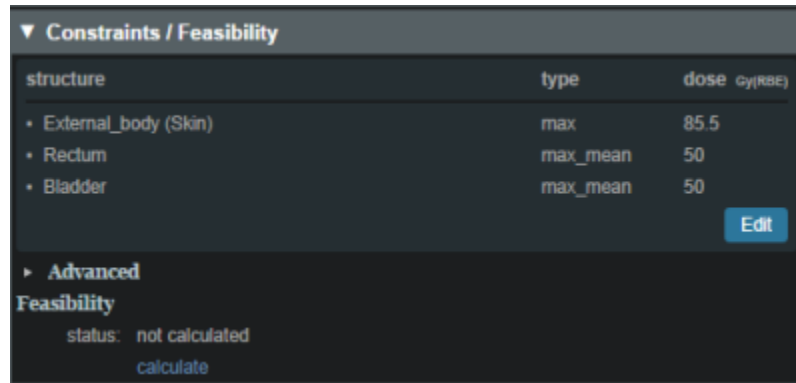 ▼ Constraints / Feasibility
structure type dose Gy(RBE)
• External_body (Skin) max 85.5
• Rectum max_mean 50
• Bladder max_mean 50
Edit
▸ Advanced
Feasibility
status: not calculated
calculate